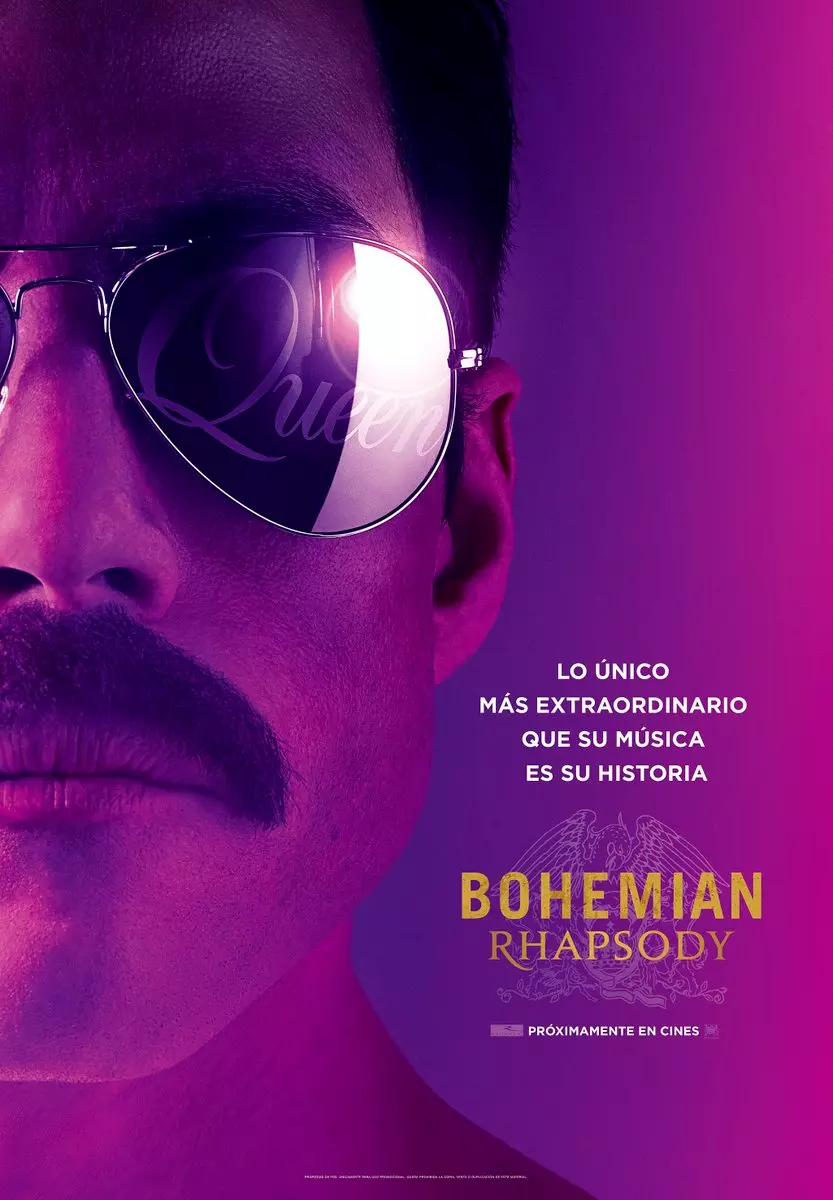 Queen
LO ÚNICO
MÁS EXTRAORDINARIO
QUE SU MÚSICA
ES SU HISTORIA
BOHEMIAN
RHAPSODY
PRÓXIMAMENTE EN CINES